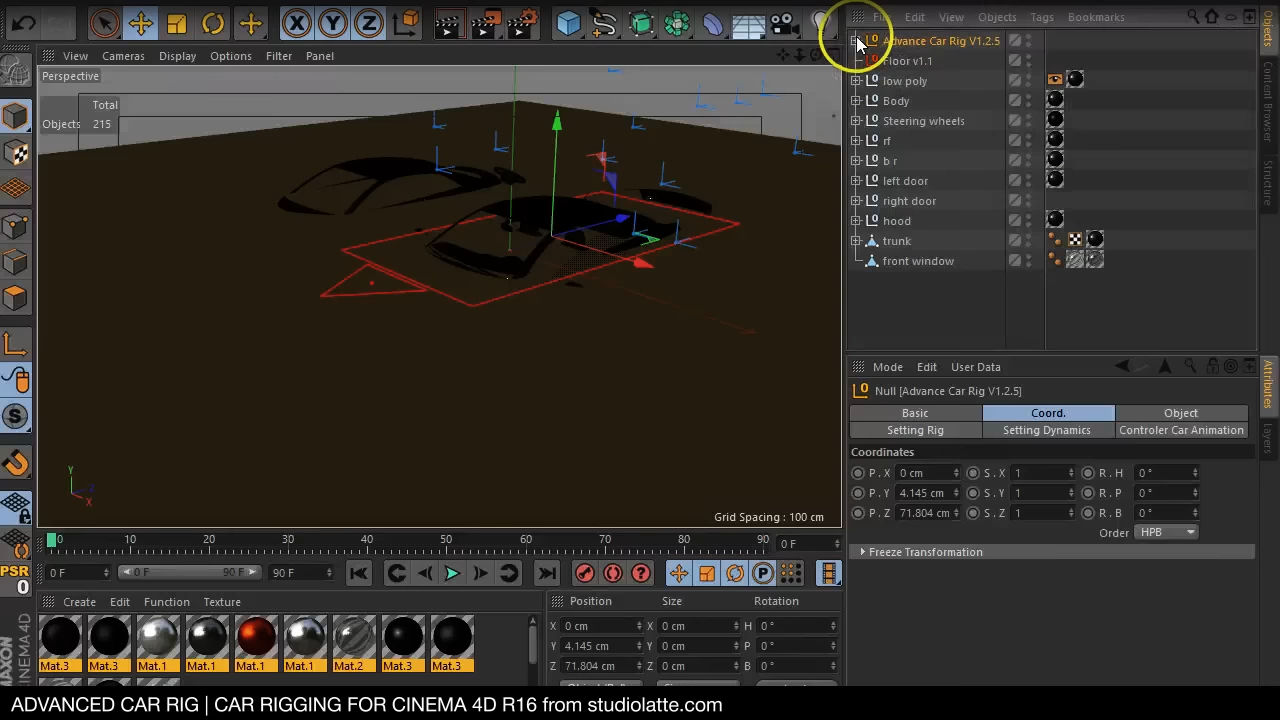 File Edit View Objects Tags Bookmarks
Advance Car Rig V1.2.5
Floor v1.1
low poly
Body
Steering wheels
rf
b r
left door
right door
hood
trunk
front window
Objects
Content Browser
Structure
View Cameras Display Options Filter Panel
Perspective
Total
Objects 215
Y
X
Grid Spacing : 100 cm
Mode Edit User Data
Null [Advance Car Rig V1.2.5]
Basic Coord. Object
Setting Rig Setting Dynamics Controler Car Animation
Coordinates
P . X 0 cm S . X 1 R . H 0 °
P . Y 4.145 cm S . Y 1 R . P 0 °
P . Z 71.804 cm S . Z 1 R . B 0 °
Order HPB
Freeze Transformation
Attributes
Layers
0 10 20 30 40 50 60 70 80 90 0 F
0 F 0 F 90 F 90 F
PSR
0
Create Edit Function Texture
Mat.3 Mat.3 Mat.1 Mat.1 Mat.1 Mat.1 Mat.2 Mat.3 Mat.3
Position Size Rotation
X 0 cm X 0 cm H 0 °
Y 4.145 cm Y 0 cm P 0 °
Z 71.804 cm Z 0 cm B 0 °
MAXON
CINEMA4D
ADVANCED CAR RIG | CAR RIGGING FOR CINEMA 4D R16 from studiolatte.com